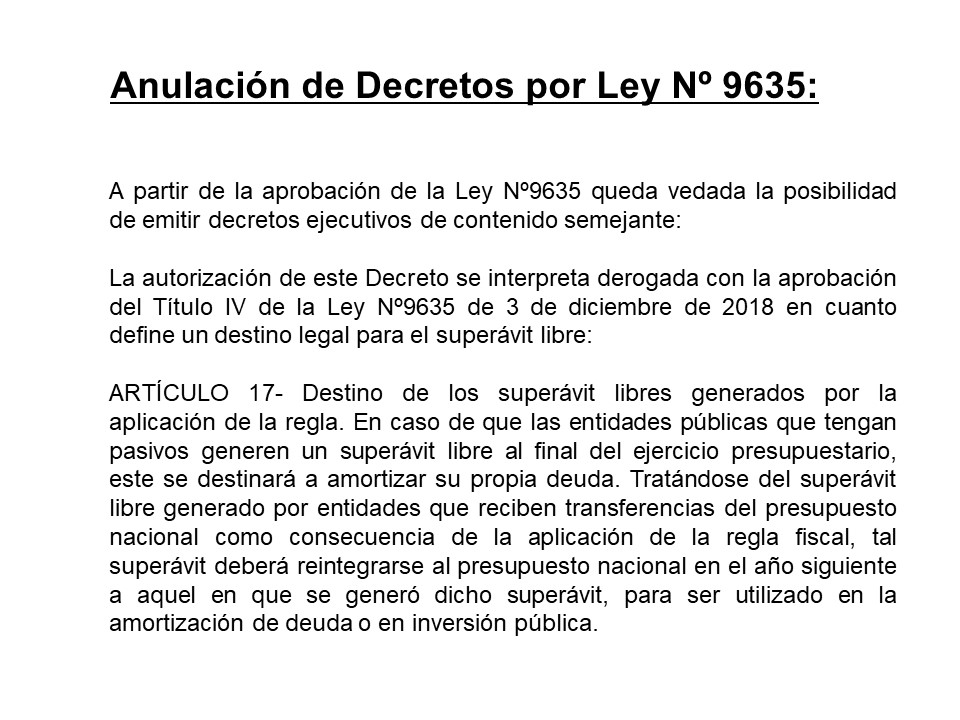 Anulación de Decretos por Ley Nº 9635:
A partir de la aprobación de la Ley Nº9635 queda vedada la posibilidad
de emitir decretos ejecutivos de contenido semejante:
La autorización de este Decreto se interpreta derogada con la aprobación
del Título IV de la Ley Nº9635 de 3 de diciembre de 2018 en cuanto
define un destino legal para el superávit libre:
ARTÍCULO 17- Destino de los superávit libres generados por la
aplicación de la regla. En caso de que las entidades públicas que tengan
pasivos generen un superávit libre al final del ejercicio presupuestario,
este se destinará a amortizar su propia deuda. Tratándose del superávit
libre generado por entidades que reciben transferencias del presupuesto
nacional como consecuencia de la aplicación de la regla fiscal, tal
superávit deberá reintegrarse al presupuesto nacional en el año siguiente
a aquel en que se generó dicho superávit, para ser utilizado en la
amortización de deuda o en inversión pública.